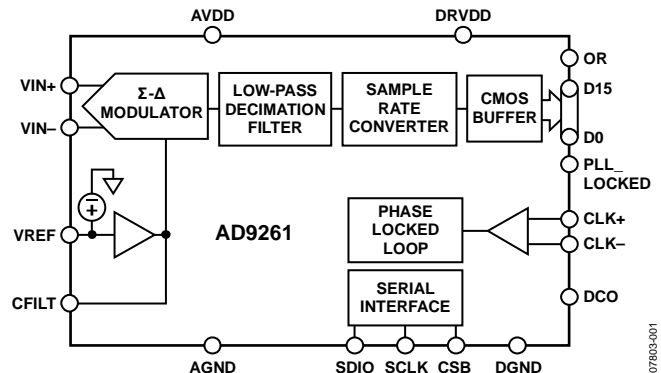 AVDD
DRVDD
OR
VIN+
Σ-Δ
MODULATOR
LOW-PASS
DECIMATION
FILTER
SAMPLE
RATE
CONVERTER
CMOS
BUFFER
D15
VIN–
D0
PLL_
LOCKED
VREF
AD9261
PHASE
LOCKED
LOOP
CLK+
CLK–
CFILT
SERIAL
INTERFACE
DCO
AGND
SDIO
SCLK
CSB
DGND
07803-001